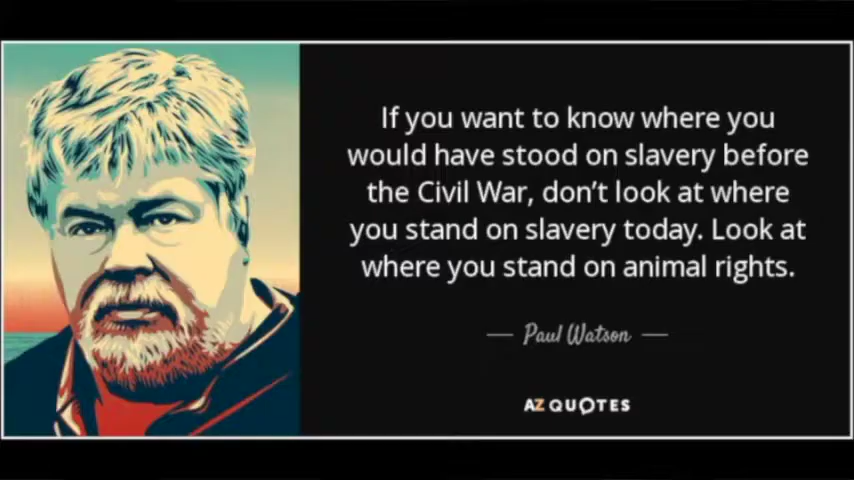 If you want to know where you
would have stood on slavery before
the Civil War, don't look at where
you stand on slavery today. Look at
where you stand on animal rights.
— Paul Watson —
AZ QUOTES